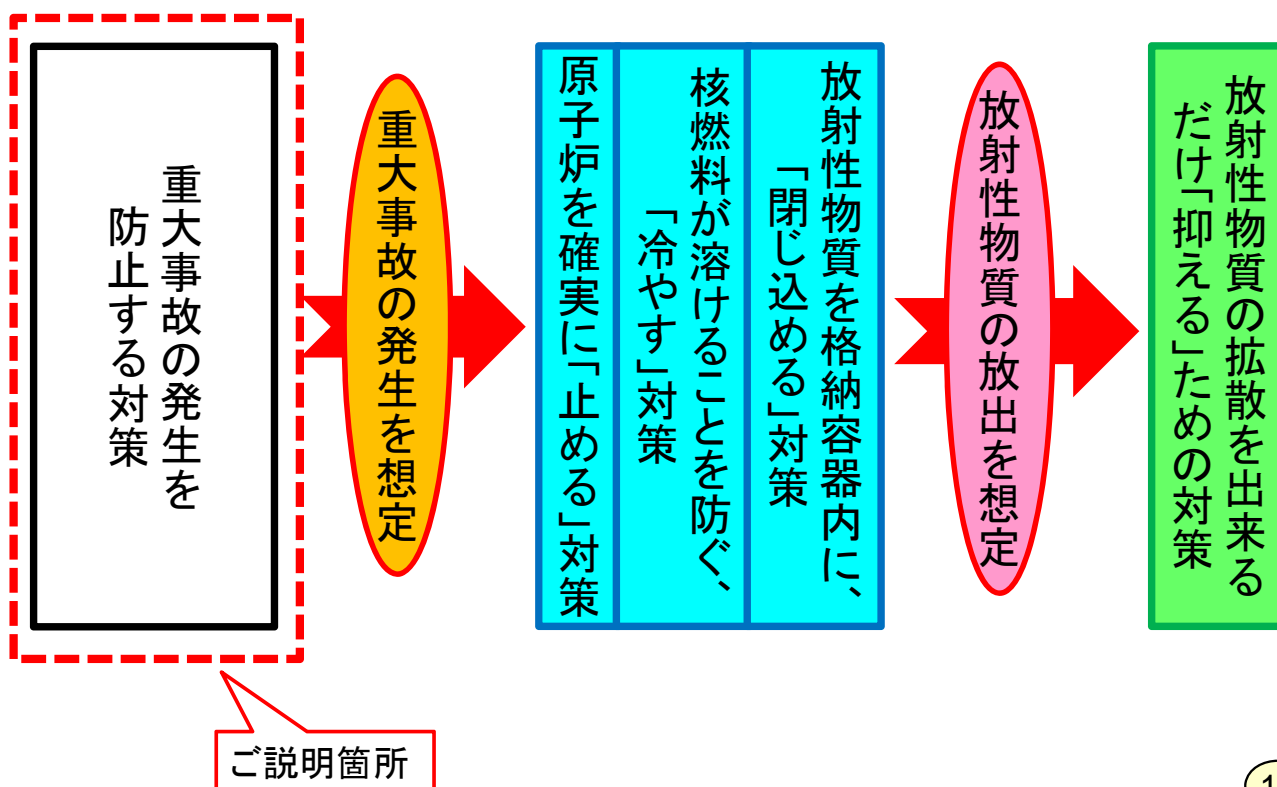 重大事故の発生を
防止する対策
重大事故の発生を想定
原子炉を確実に「止める」対策
核燃料が溶けることを防ぐ、
「冷やす」対策
放射性物質を格納容器内に、
「閉じ込める」対策
放射性物質の放出を想定
放射性物質の拡散を出来る
だけ「抑える」ための対策
ご説明箇所